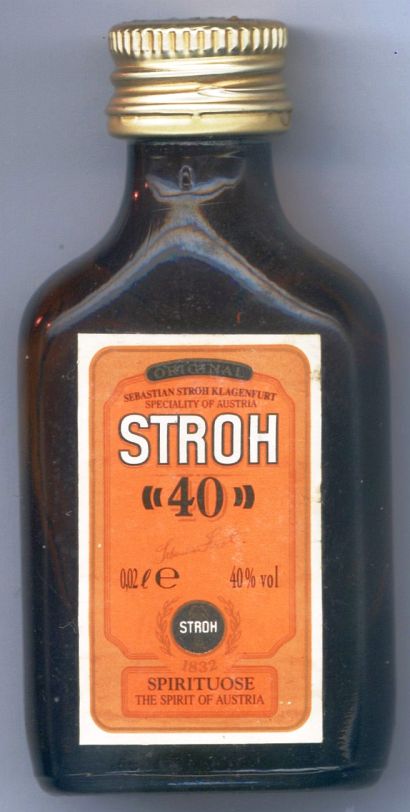 ORIGINAL
SEBASTIAN STROH KLAGENFURT
SPECIALITY OF AUSTRIA
STROH
«40»
0,02 ℓ ℮ 40% vol
STROH
1832
SPIRITUOSE
THE SPIRIT OF AUSTRIA